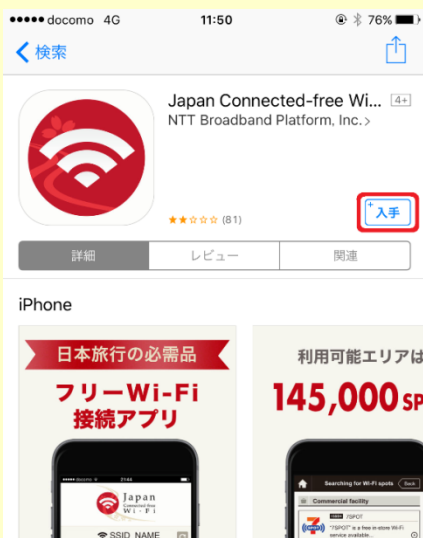 docomo 4G 11:50 76%
検索
Japan Connected-free Wi... 4+
NTT Broadband Platform, Inc.>
★★☆☆☆ (81)
+入手
詳細 レビュー 関連
iPhone
日本旅行の必需品
フリーWi-Fi
接続アプリ
docomo 21:44
Japan
Connected-free
Wi-Fi
SSID_NAME
利用可能エリアは
145,000 SP
Searching for Wi-Fi spots Back
Commercial facility
7SPOT
"7SPOT" is a free in-store Wi-Fi
service available...